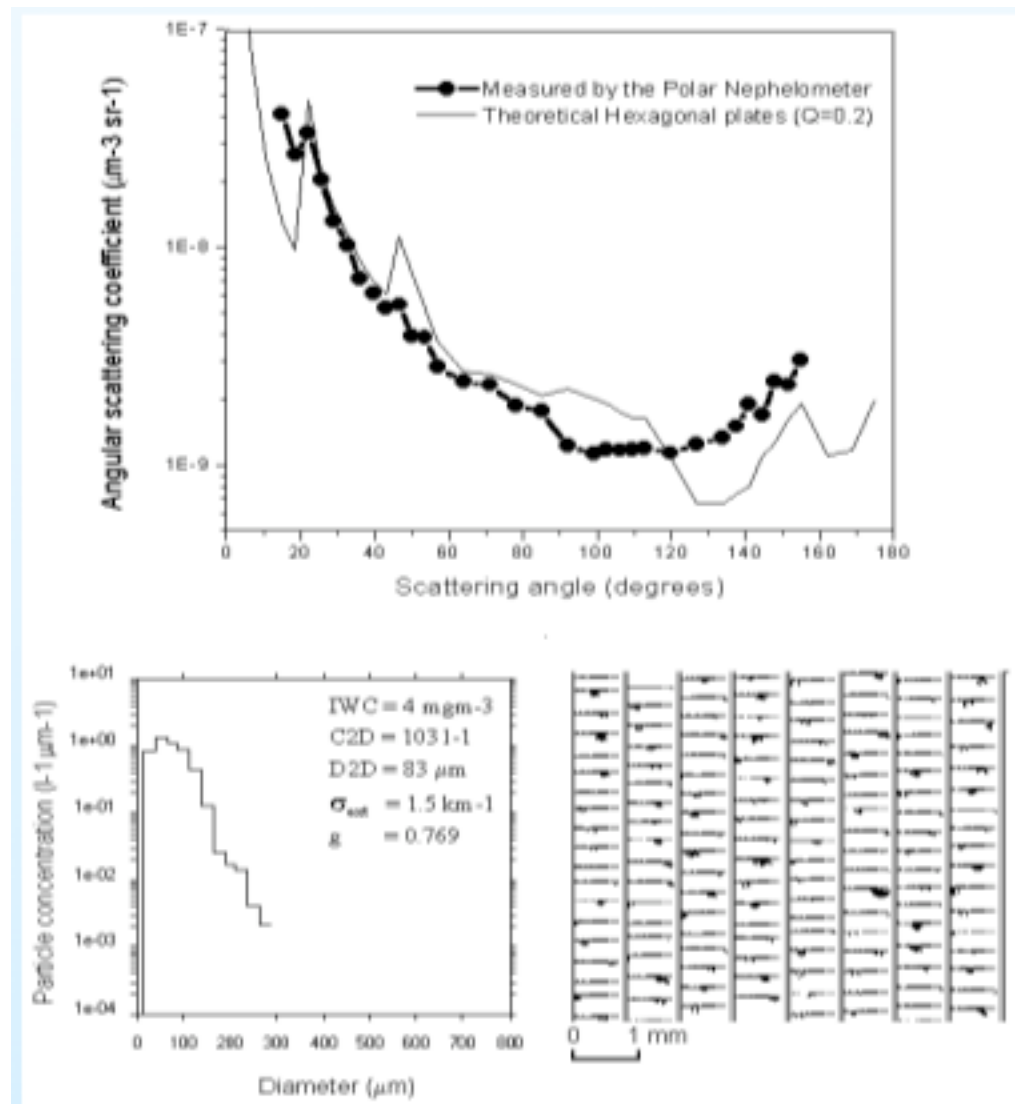 1E-7
1E-8
1E-9
Angular scattering coefficient (μm-3 sr-1)
Measured by the Polar Nephelometer
Theoretical Hexagonal plates (Q=0.2)
0 20 40 60 80 100 120 140 160 180
Scattering angle (degrees)
1e+01
1e+00
1e-01
1e-02
1e-03
1e-04
Particle concentration (l-1 μm-1)
IWC = 4 mgm-3
C2D = 103l-1
D2D = 83 μm
σext = 1.5 km-1
g = 0.769
0 100 200 300 400 500 600 700 800
Diameter (μm)
0 1 mm